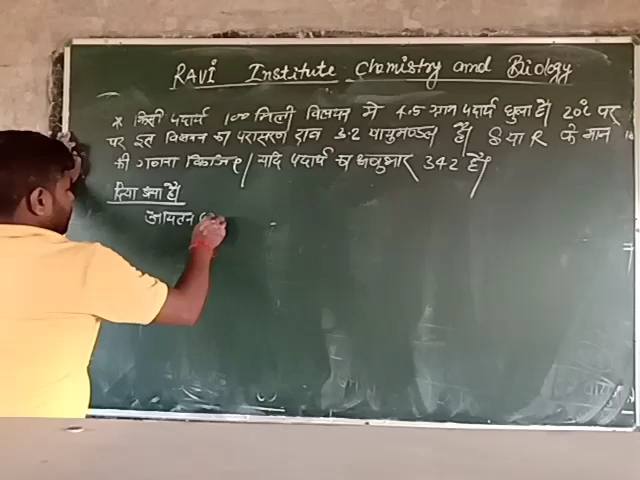 RAVI Institute Chemistry and Biology
* किसी पदार्थ 100 मिली विलयन में 4.5 ग्राम पदार्थ घुला है। 20°C पर
पर इस विलयन का परासरण दाब 3.2 वायुमण्डल है। S या R के मान
की गणना किजिए। यदि पदार्थ का अणुभार 342 है।
दिया गया है।
आयतन